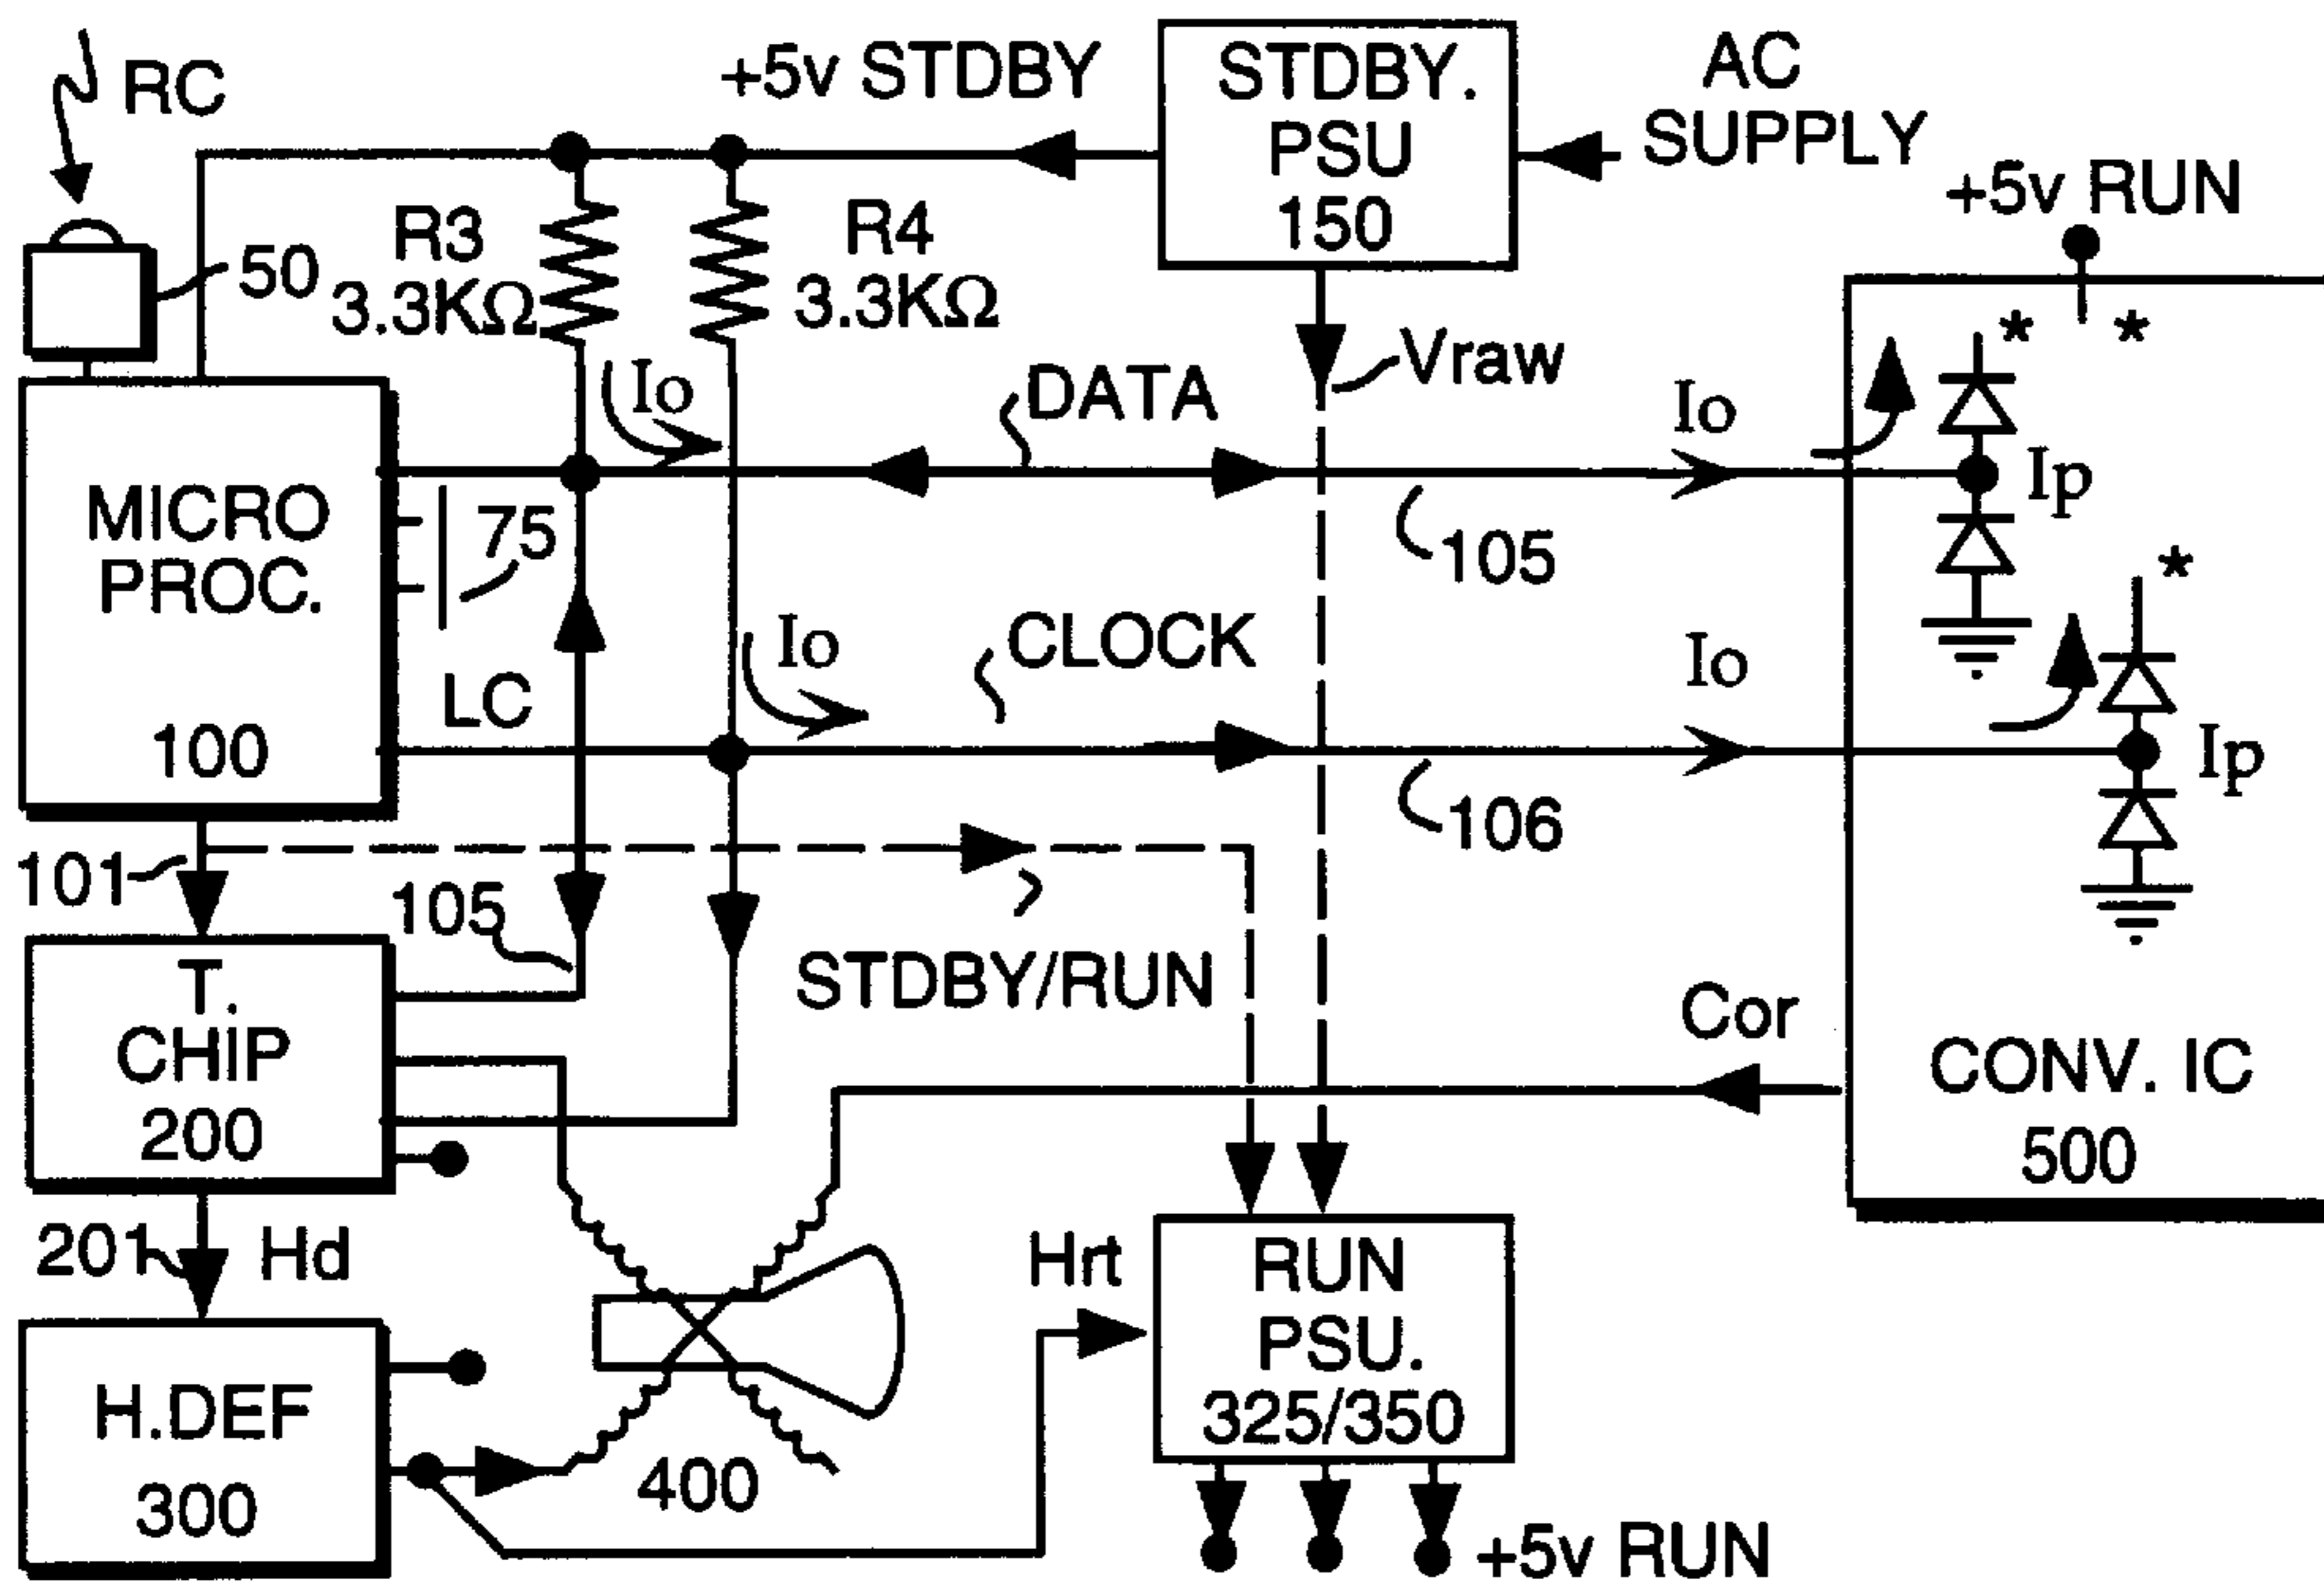 RC
+5v STDBY
STDBY.
PSU
150
AC
SUPPLY
+5v RUN
50
R3
3.3KΩ
R4
3.3KΩ
Vraw
*
*
Io
DATA
Io
Ip
MICRO
PROC.
100
75
105
*
LC
Io
CLOCK
Io
Ip
106
101
105
STDBY/RUN
T.
CHIP
200
Cor
CONV. IC
500
201
Hd
Hrt
RUN
PSU.
325/350
H.DEF
300
400
+5v RUN